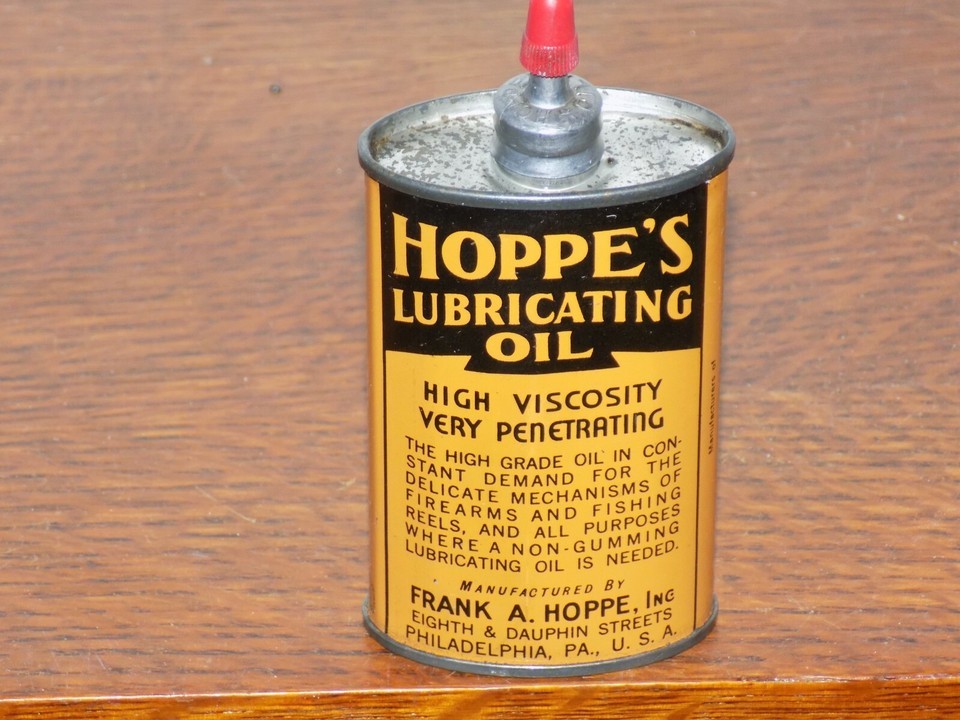 HOPPE'S
LUBRICATING
OIL
HIGH VISCOSITY
VERY PENETRATING
THE HIGH GRADE OIL IN CON-
STANT DEMAND FOR THE
DELICATE MECHANISMS OF
FIREARMS AND FISHING
REELS, AND ALL PURPOSES
WHERE A NON-GUMMING
LUBRICATING OIL IS NEEDED.
MANUFACTURED BY
FRANK A. HOPPE, INC
EIGHTH & DAUPHIN STREETS
PHILADELPHIA, PA., U. S. A.
Manufacturers of